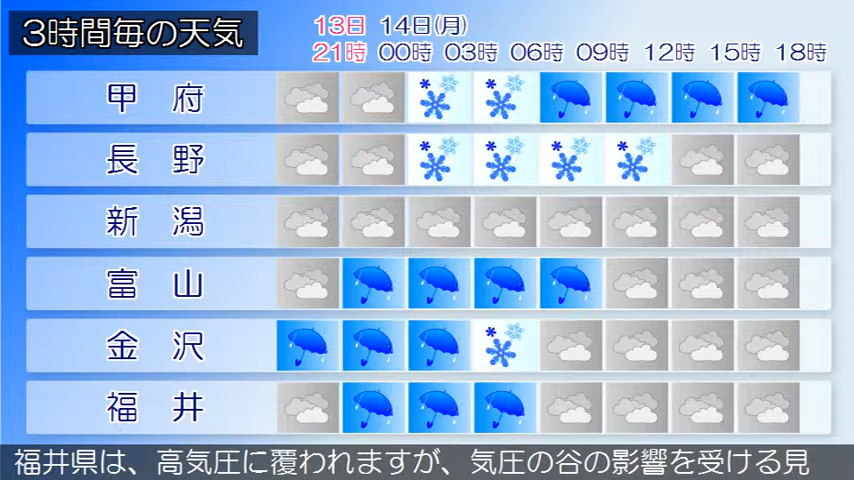 3時間毎の天気
13日 14日(月)
21時 00時 03時 06時 09時 12時 15時 18時
甲府
長野
新潟
富山
金沢
福井
福井県は、高気圧に覆われますが、気圧の谷の影響を受ける見